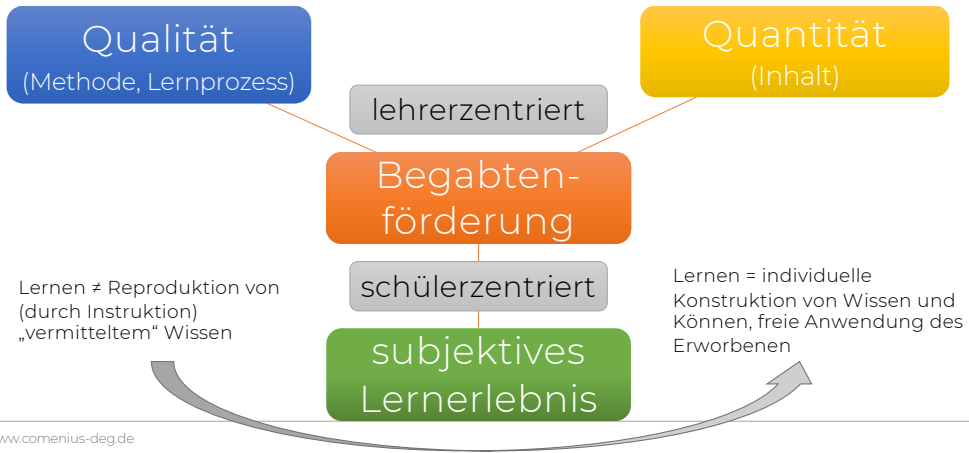 Qualität
(Methode, Lernprozess)
Quantität
(Inhalt)
lehrerzentriert
Begabten-
förderung
schülerzentriert
Lernen ≠ Reproduktion von
(durch Instruktion)
„vermitteltem“ Wissen
Lernen = individuelle
Konstruktion von Wissen und
Können, freie Anwendung des
Erworbenen
subjektives
Lernerlebnis
ww.comenius-deg.de